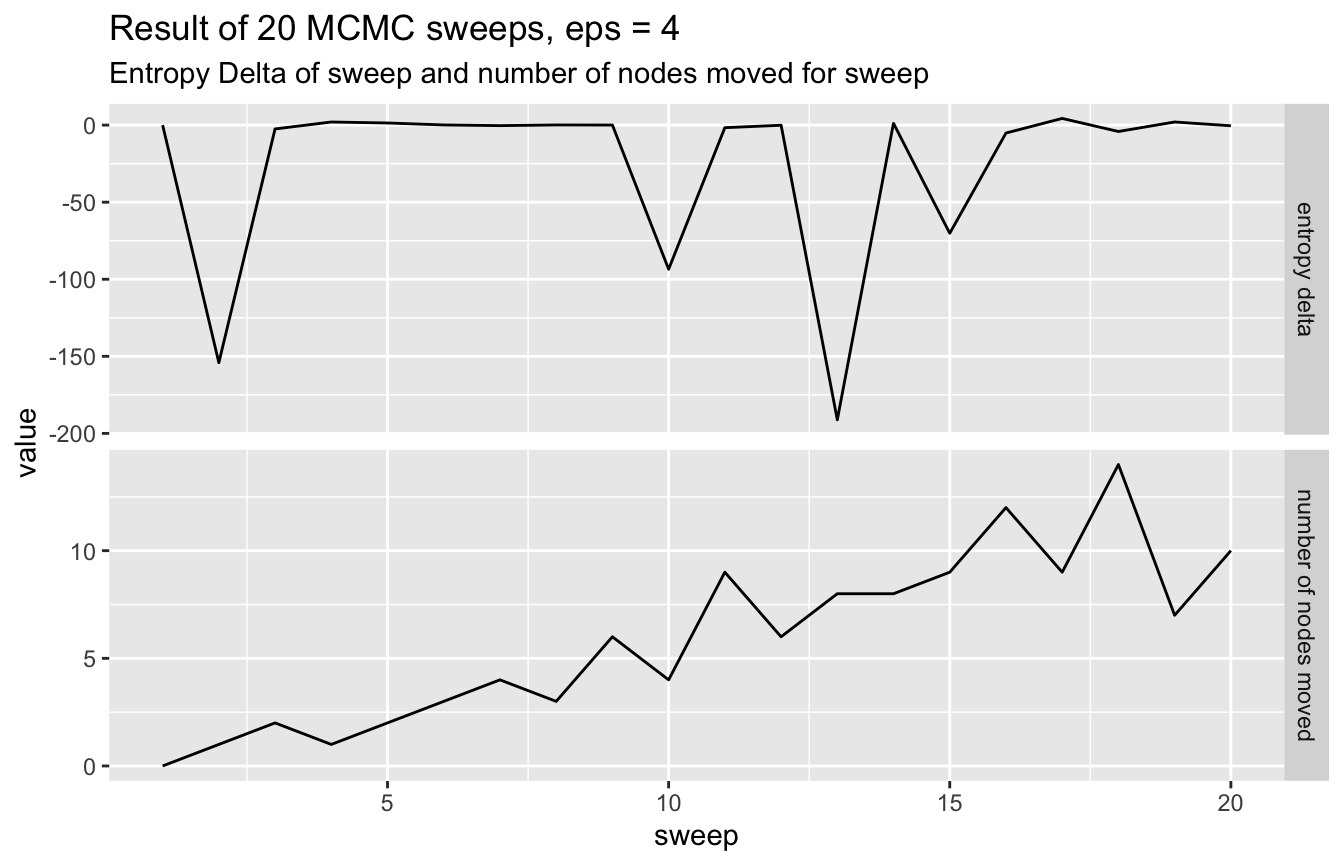 Result of 20 MCMC sweeps, eps = 4
Entropy Delta of sweep and number of nodes moved for sweep
value
0
-50
-100
-150
-200
entropy delta
10
5
0
number of nodes moved
5
10
15
20
sweep